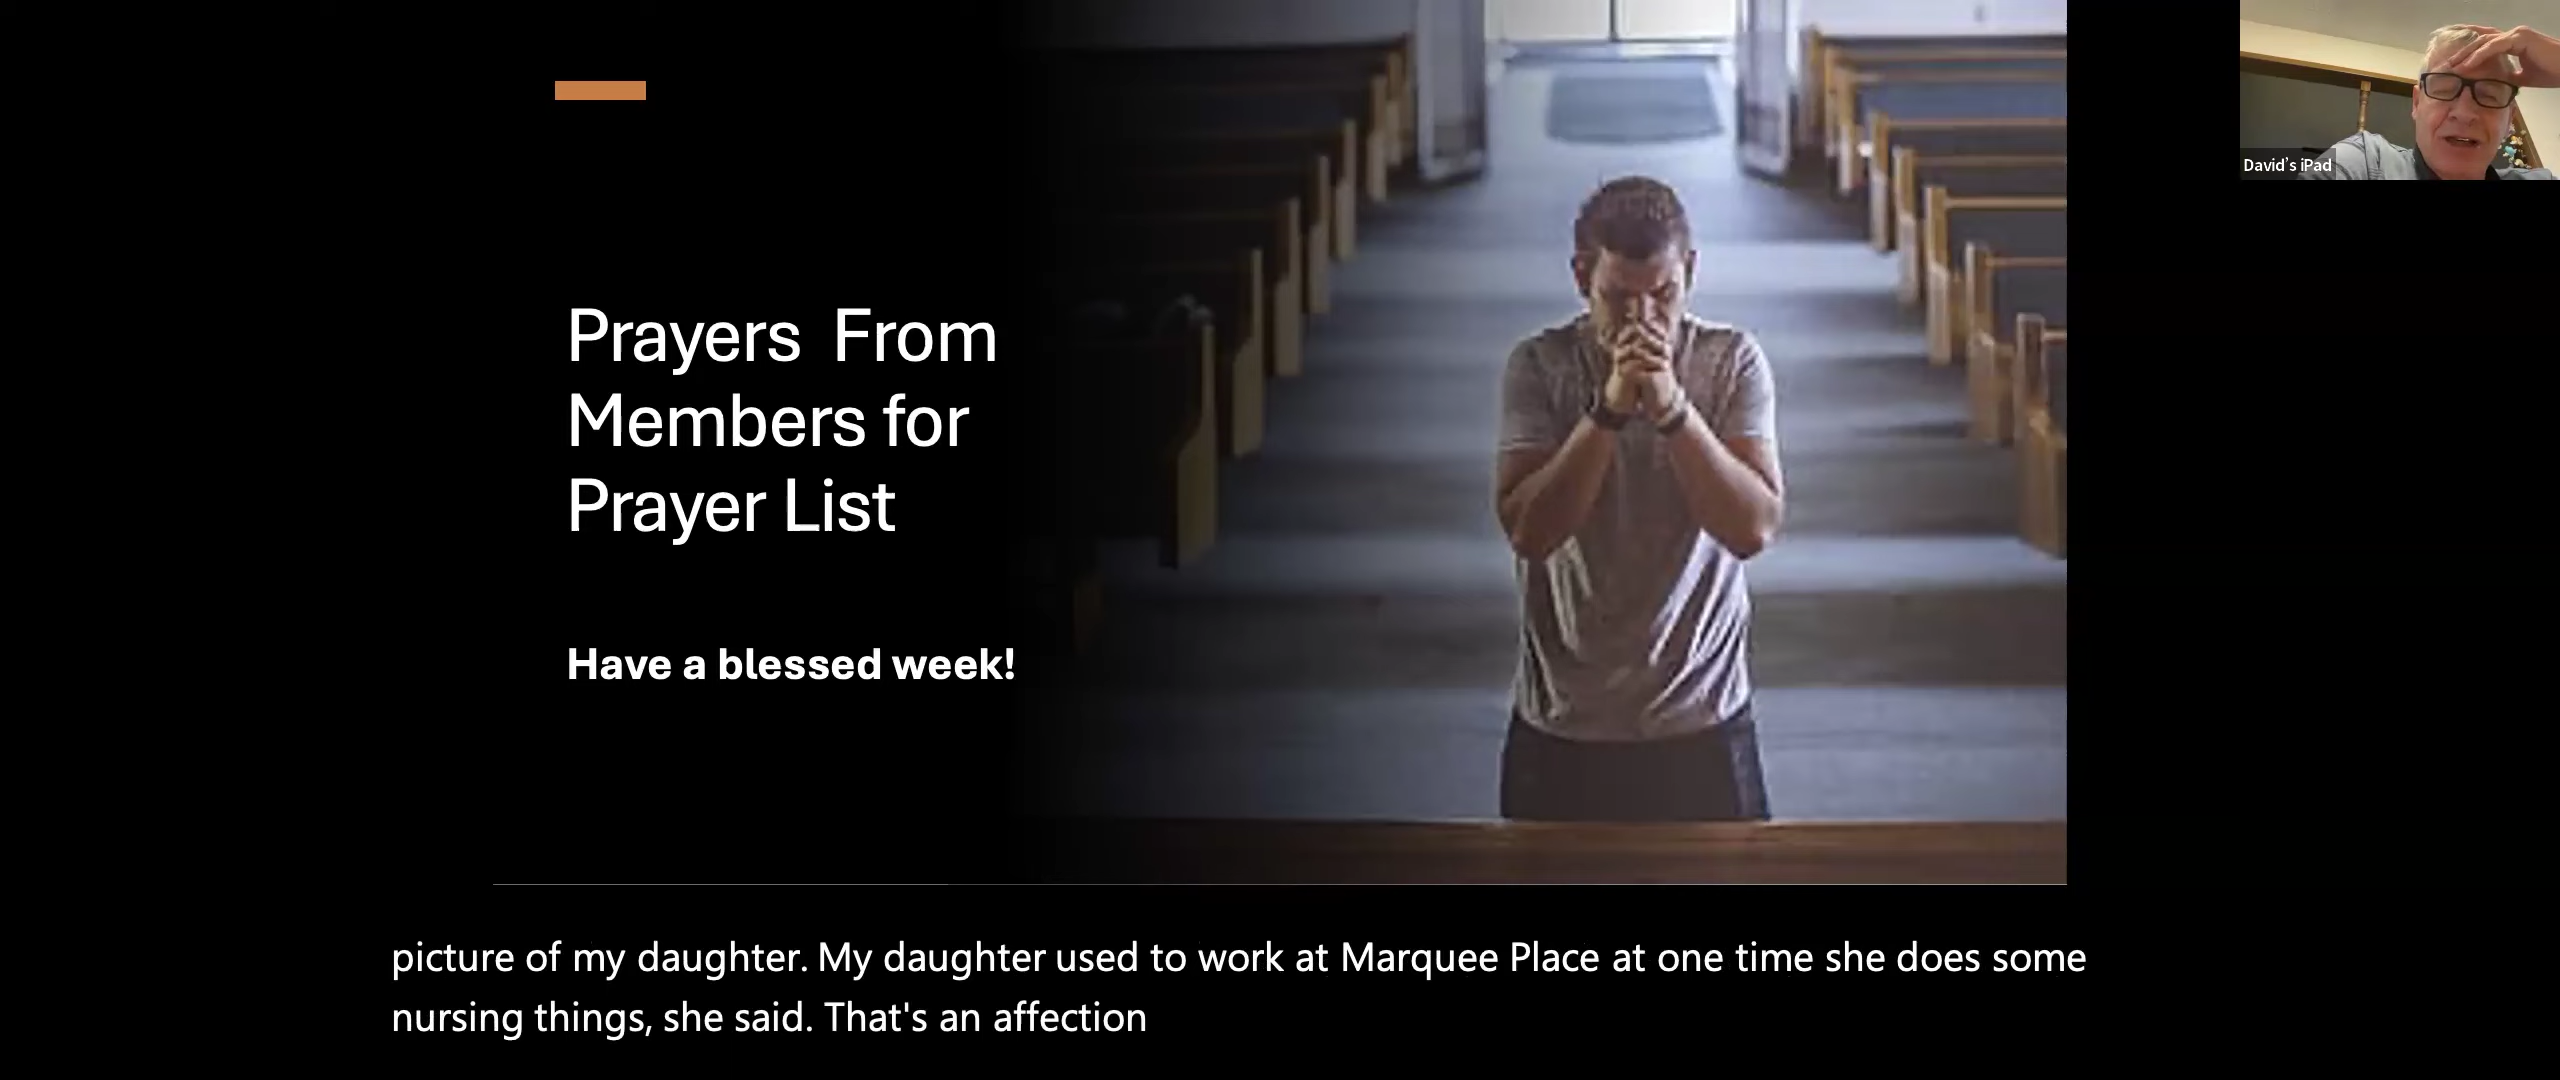 Prayers  From
Members for
Prayer List
Have a blessed week!
David's iPad
picture of my daughter. My daughter used to work at Marquee Place at one time she does some
nursing things, she said. That's an affection